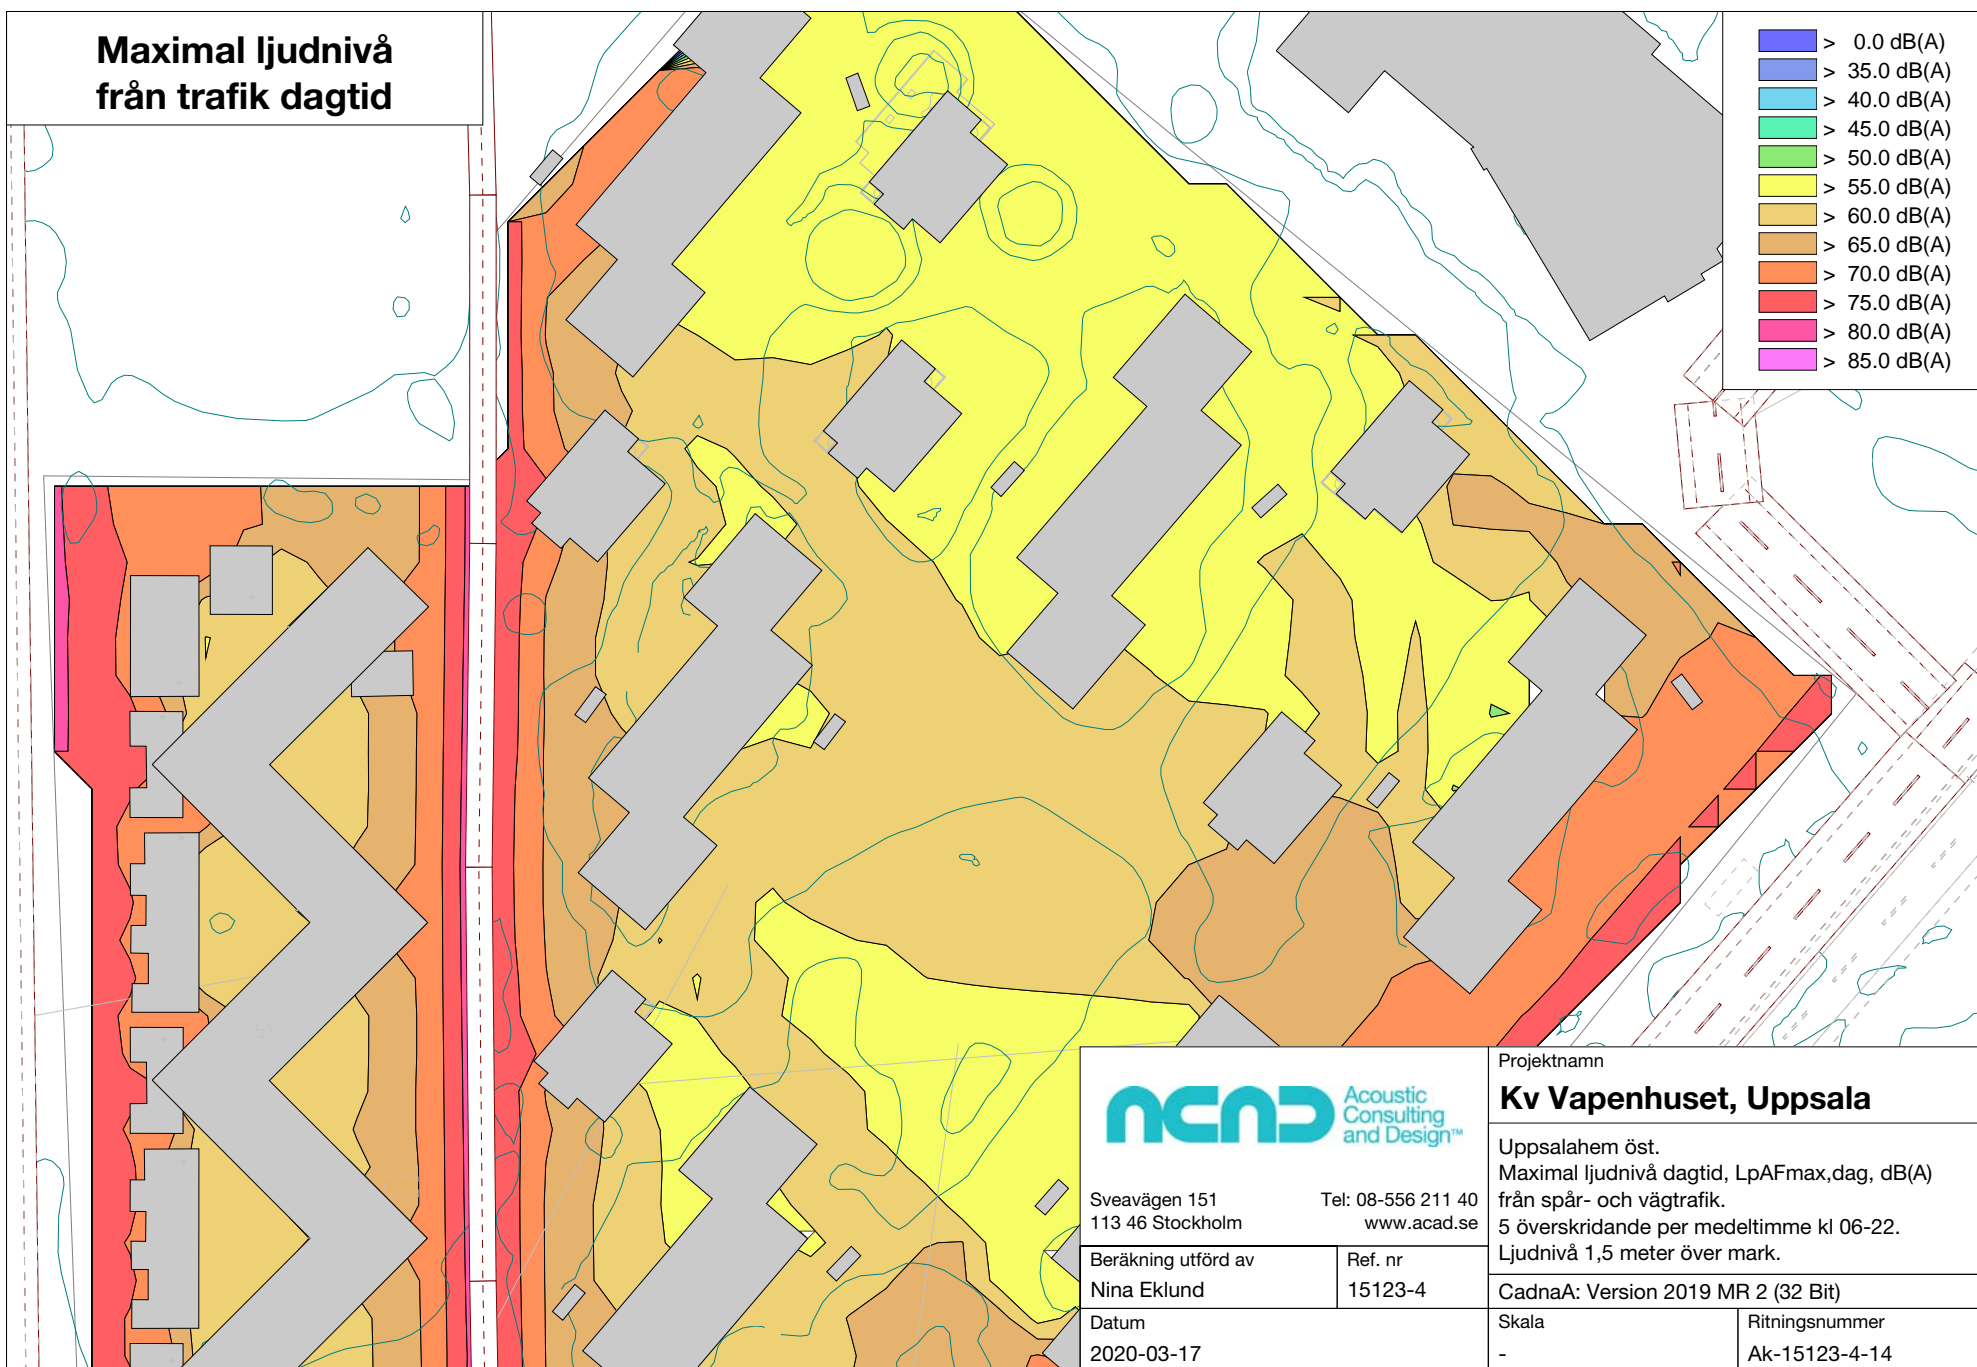 Maximal ljudnivå
från trafik dagtid
> 0.0 dB(A)
> 35.0 dB(A)
> 40.0 dB(A)
> 45.0 dB(A)
> 50.0 dB(A)
> 55.0 dB(A)
> 60.0 dB(A)
> 65.0 dB(A)
> 70.0 dB(A)
> 75.0 dB(A)
> 80.0 dB(A)
> 85.0 dB(A)
ACAD
Acoustic
Consulting
and Design™
Sveavägen 151
113 46 Stockholm
Tel: 08-556 211 40
www.acad.se
Beräkning utförd av
Nina Eklund
Ref. nr
15123-4
Datum
2020-03-17
Projektnamn
Kv Vapenhuset, Uppsala
Uppsalahem öst.
Maximal ljudnivå dagtid, LpAFmax,dag, dB(A)
från spår- och vägtrafik.
5 överskridande per medeltimme kl 06-22.
Ljudnivå 1,5 meter över mark.
CadnaA: Version 2019 MR 2 (32 Bit)
Skala
-
Ritningsnummer
Ak-15123-4-14